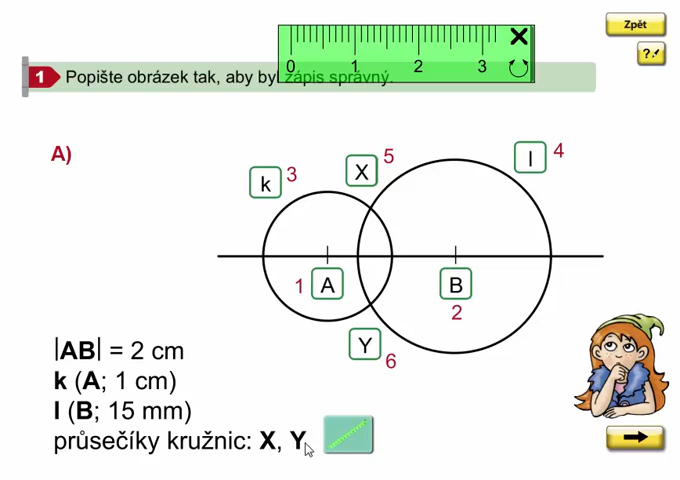 Zpět
?
0 1 2 3
1 Popište obrázek tak, aby byl zápis správný.
A)
k 3
X 5
l 4
1 A
B
2
Y
6
|AB| = 2 cm
k (A; 1 cm)
l (B; 15 mm)
průsečíky kružnic: X, Y